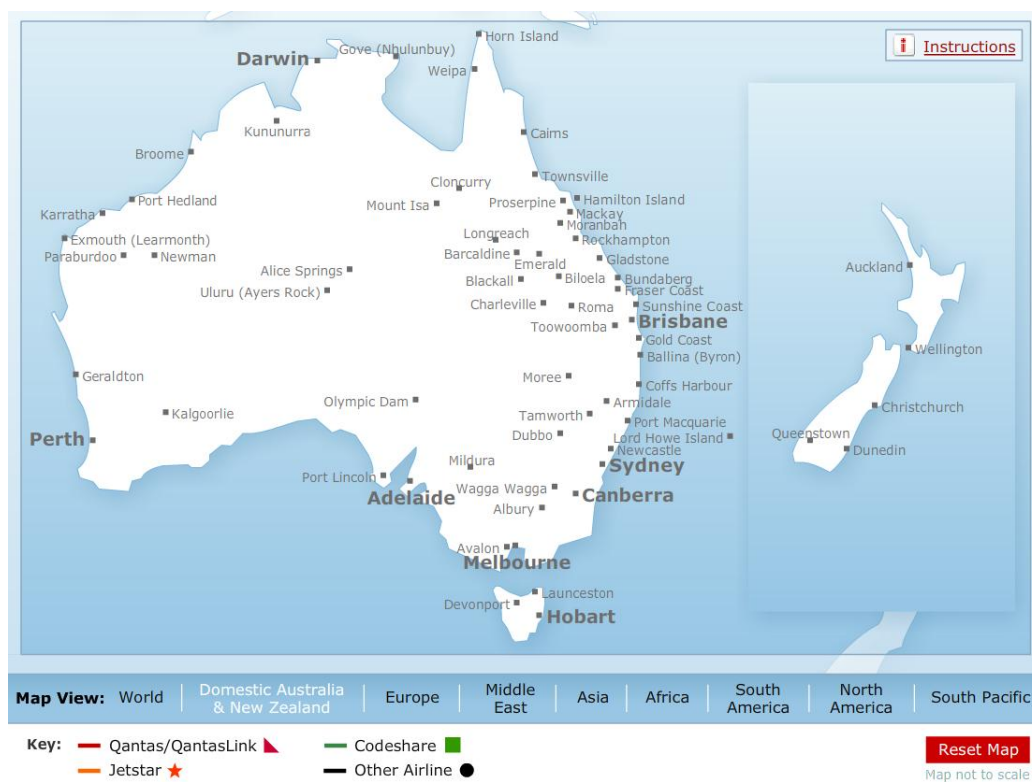 Horn Island
Instructions
Gove (Nhulunbuy)
Darwin
Weipa
Kununurra
Cairns
Broome
Townsville
Cloncurry
Port Hedland
Proserpine
Hamilton Island
Mount Isa
Mackay
Karratha
Moranbah
Longreach
Rockhampton
Exmouth (Learmonth)
Barcaldine
Paraburdoo
Newman
Emerald
Gladstone
Auckland
Alice Springs
Blackall
Biloela
Bundaberg
Uluru (Ayers Rock)
Fraser Coast
Charleville
Roma
Sunshine Coast
Brisbane
Toowoomba
Gold Coast
Wellington
Ballina (Byron)
Geraldton
Moree
Coffs Harbour
Olympic Dam
Armidale
Christchurch
Kalgoorlie
Tamworth
Port Macquarie
Perth
Dubbo
Lord Howe Island
Queenstown
Newcastle
Dunedin
Mildura
Sydney
Port Lincoln
Adelaide
Wagga Wagga
Canberra
Albury
Avalon
Melbourne
Launceston
Devonport
Hobart
Map View: World
Domestic Australia
& New Zealand
Europe
Middle
East
Asia
Africa
South
America
North
America
South Pacific
Key:
Qantas/QantasLink
Codeshare
Jetstar
Other Airline
Reset Map
Map not to scale